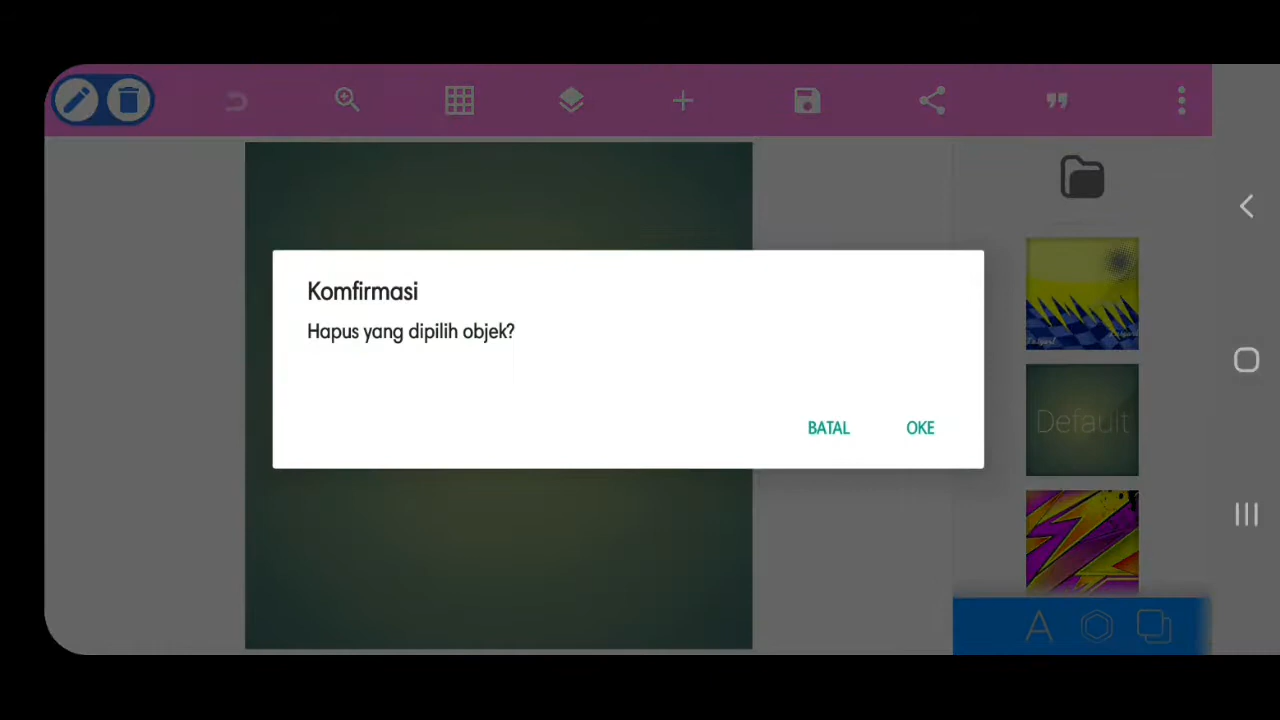 Komfirmasi
Hapus yang dipilih objek?
BATAL
OKE
Default
A